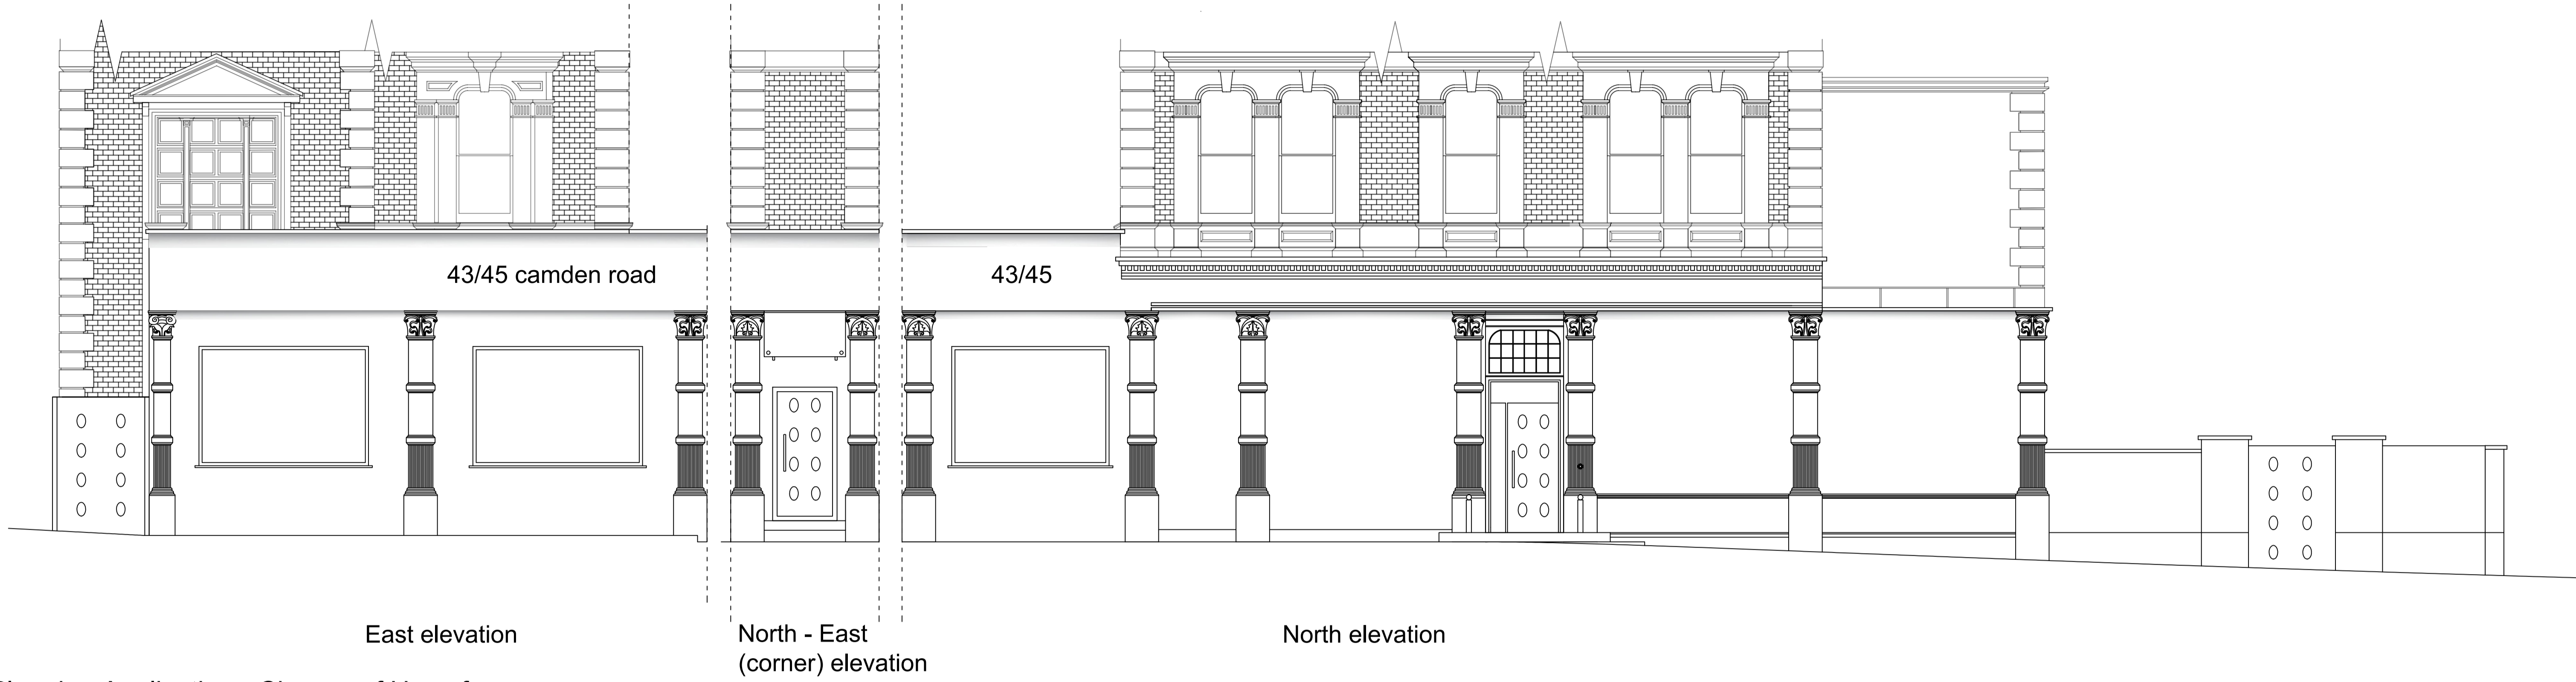 43/45 camden road
43/45
East elevation
North - East
(corner) elevation
North elevation